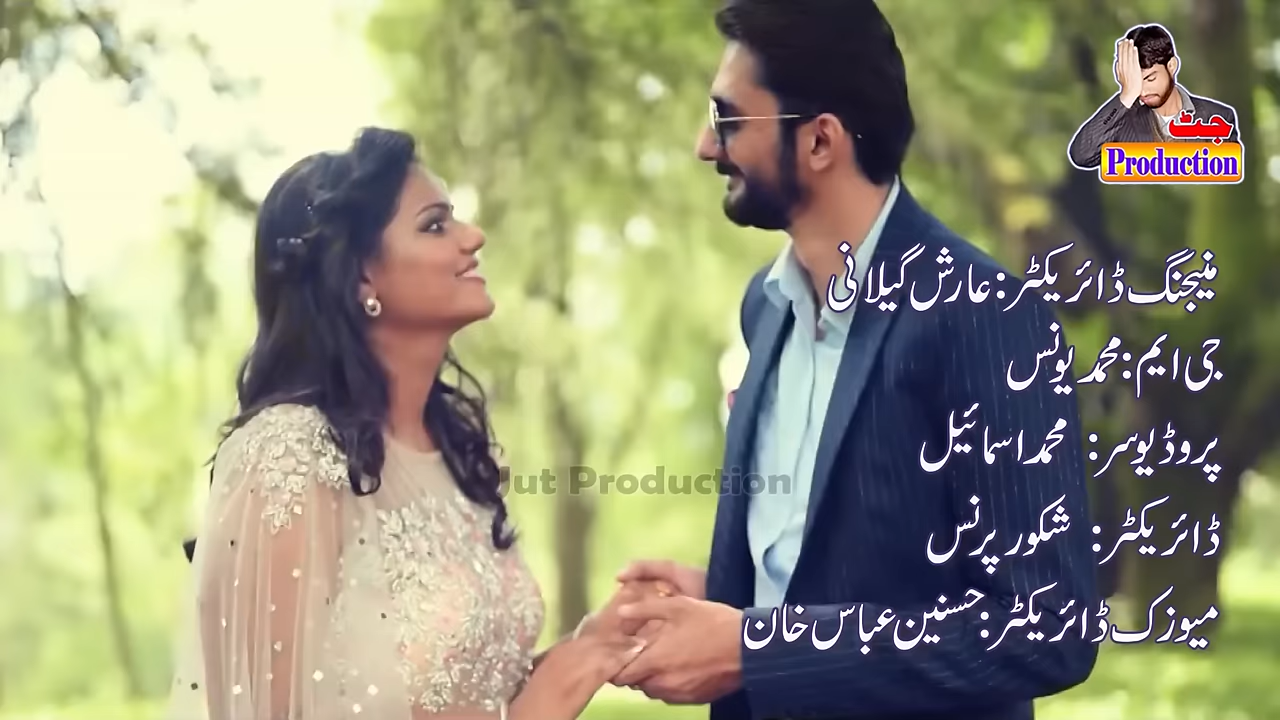 جٹ
Production
منیجنگ ڈائریکٹر: عارش گیلانی
جی ایم: محمد یونس
پروڈیوسر: محمد اسمائیل
Jut Production
ڈائریکٹر: شکور پرنس
میوزک ڈائریکٹر: حسنین عباس خان